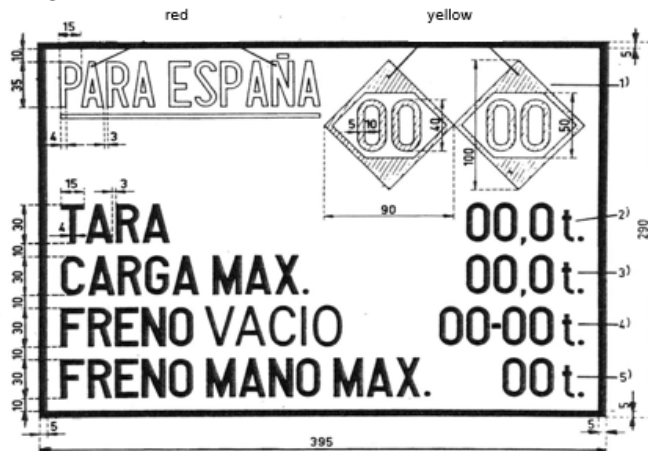 red yellow
15
10 5
PARA ESPAÑA 00 00 1)
35 5 10 40 100 50
4 3
15 3 90
30 4 TARA 00,0 t. 2) 290
10
30 CARGA MAX. 00,0 t. 3)
10
30 FRENO VACIO 00-00 t. 4)
10
30 FRENO MANO MAX. 00 t. 5)
10 5
5 395 5